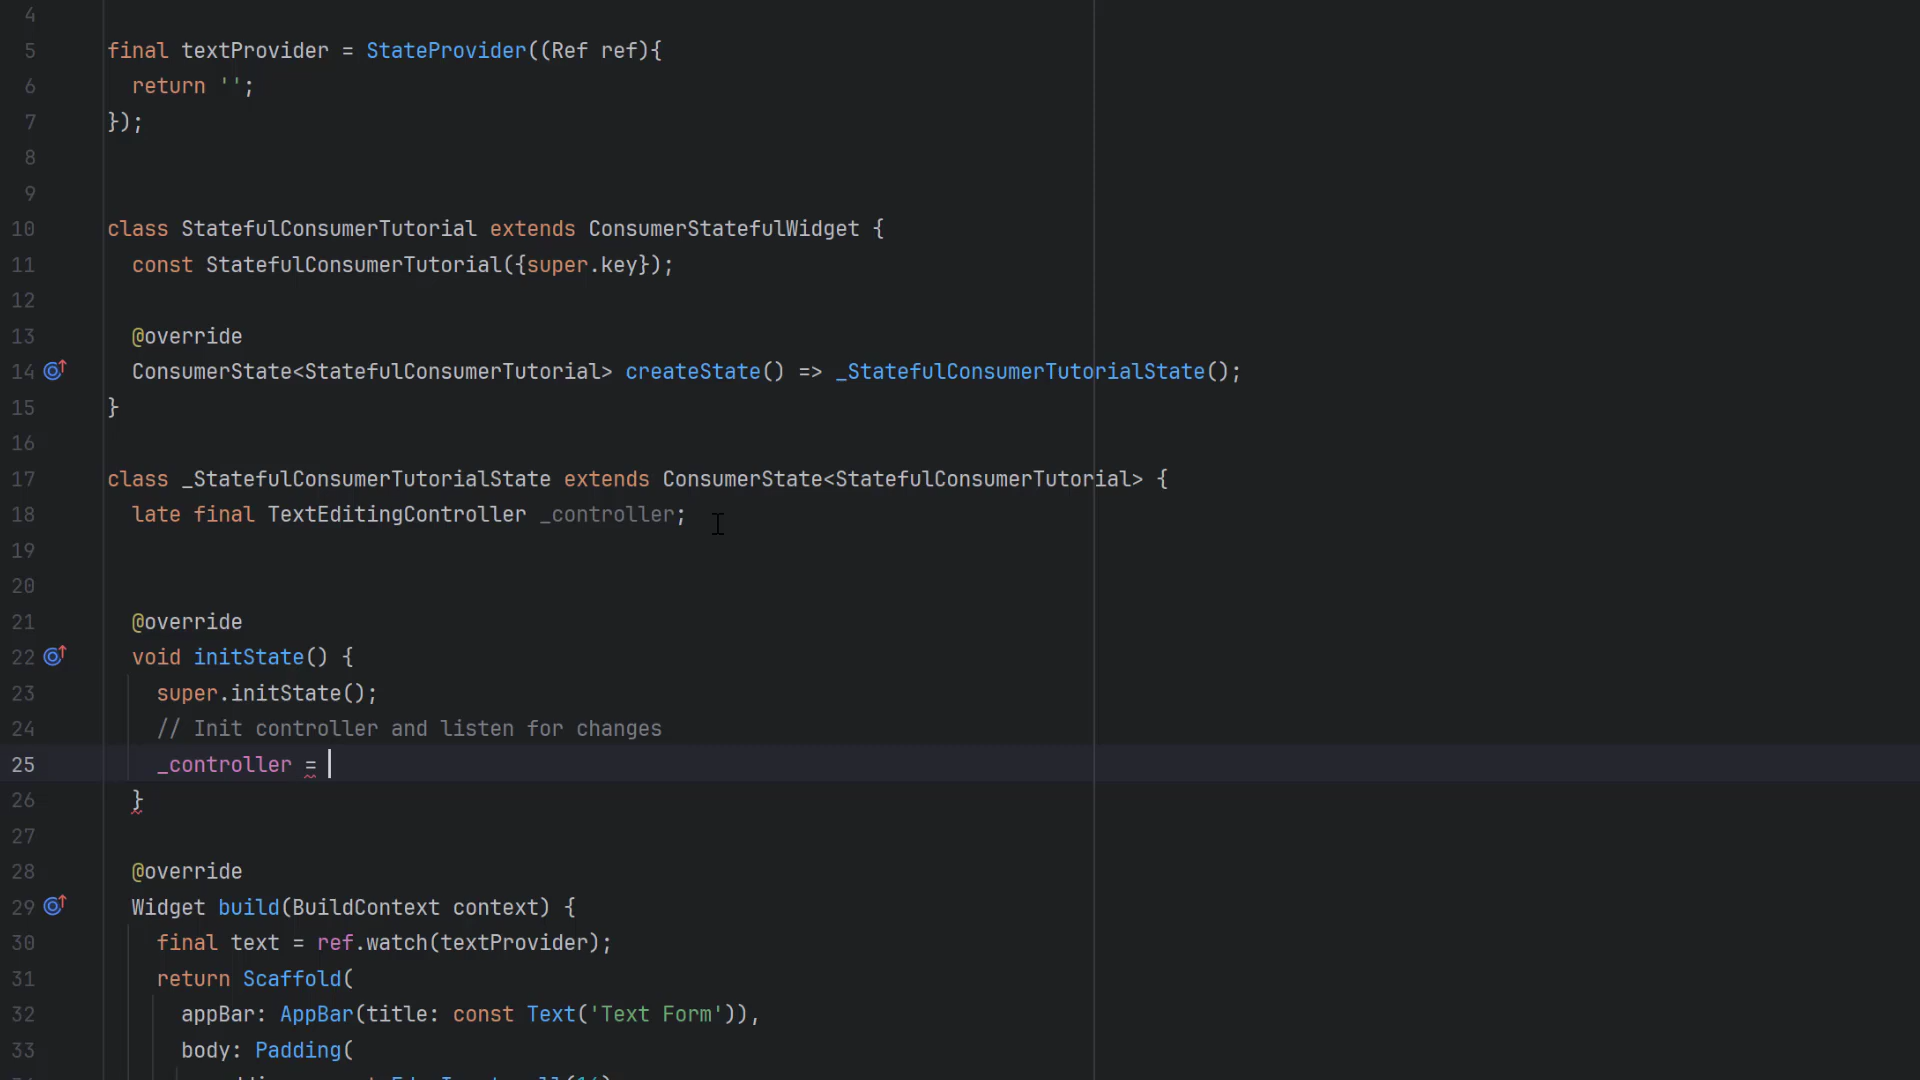 4
5 final textProvider = StateProvider((Ref ref){
6 return '';
7 });
8
9
10 class StatefulConsumerTutorial extends ConsumerStatefulWidget {
11 const StatefulConsumerTutorial({super.key});
12
13 @override
14 ConsumerState<StatefulConsumerTutorial> createState() => _StatefulConsumerTutorialState();
15 }
16
17 class _StatefulConsumerTutorialState extends ConsumerState<StatefulConsumerTutorial> {
18 late final TextEditingController _controller;
19
20
21 @override
22 void initState() {
23 super.initState();
24 // Init controller and listen for changes
25 _controller =
26 }
27
28 @override
29 Widget build(BuildContext context) {
30 final text = ref.watch(textProvider);
31 return Scaffold(
32 appBar: AppBar(title: const Text('Text Form')),
33 body: Padding(